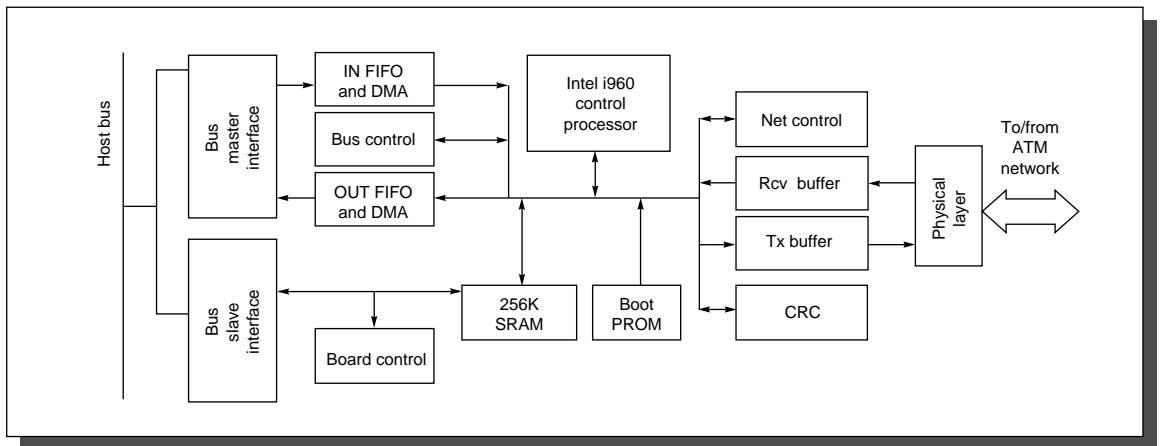 Host bus
Bus
master
interface
IN FIFO
and DMA
Bus control
OUT FIFO
and DMA
Bus
slave
interface
Board control
Intel i960
control
processor
256K
SRAM
Boot
PROM
Net control
Rcv buffer
Tx buffer
CRC
Physical
layer
To/from
ATM
network